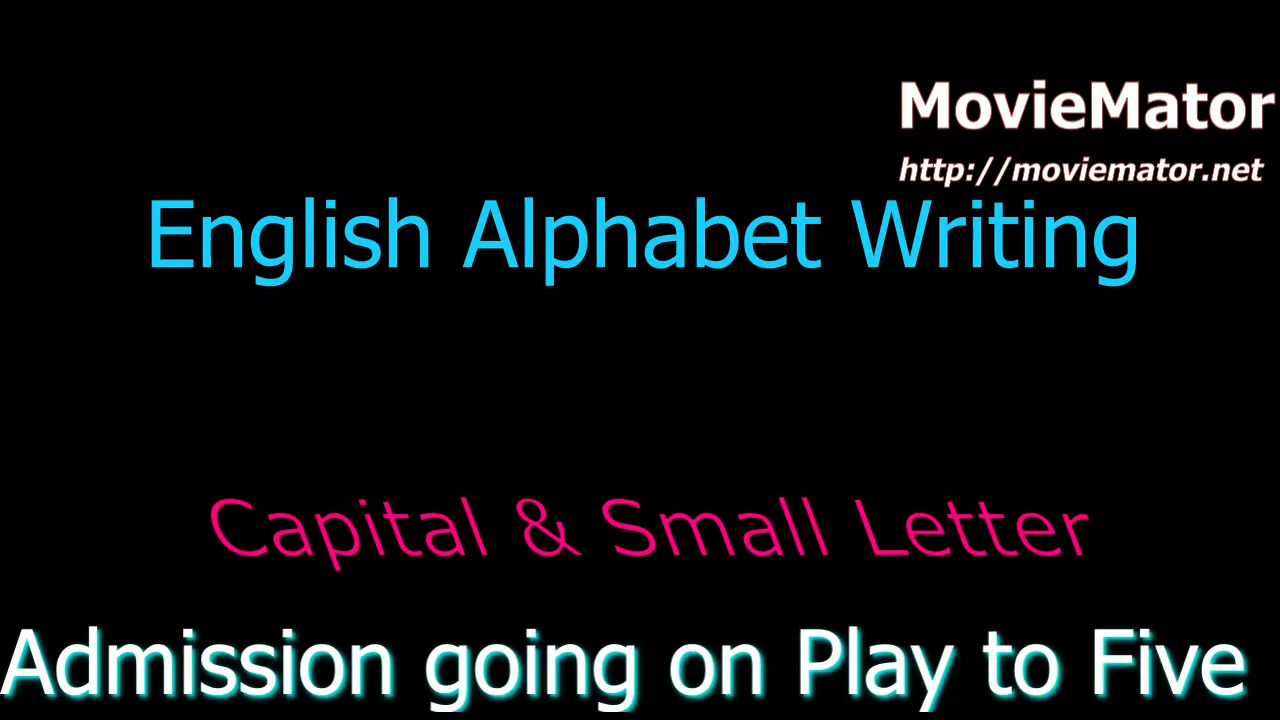 MovieMator
http://moviemator.net
English Alphabet Writing
Capital & Small Letter
Admission going on Play to Five